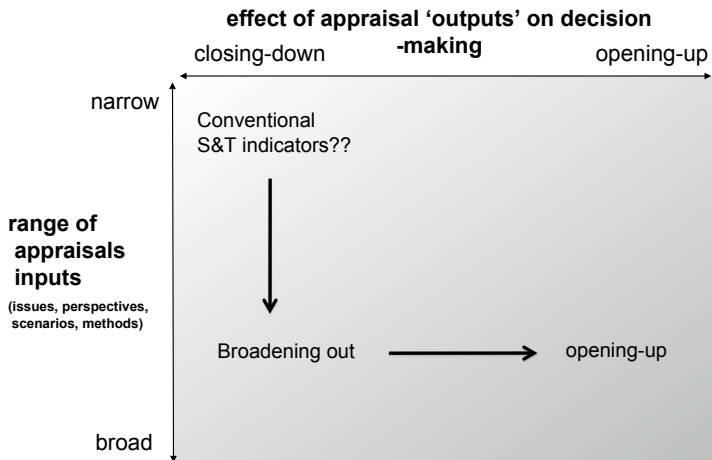 effect of appraisal ‘outputs’ on decision
-making
closing-down
opening-up
narrow
Conventional
S&T indicators??
range of
appraisals
inputs
(issues, perspectives,
scenarios, methods)
Broadening out
opening-up
broad